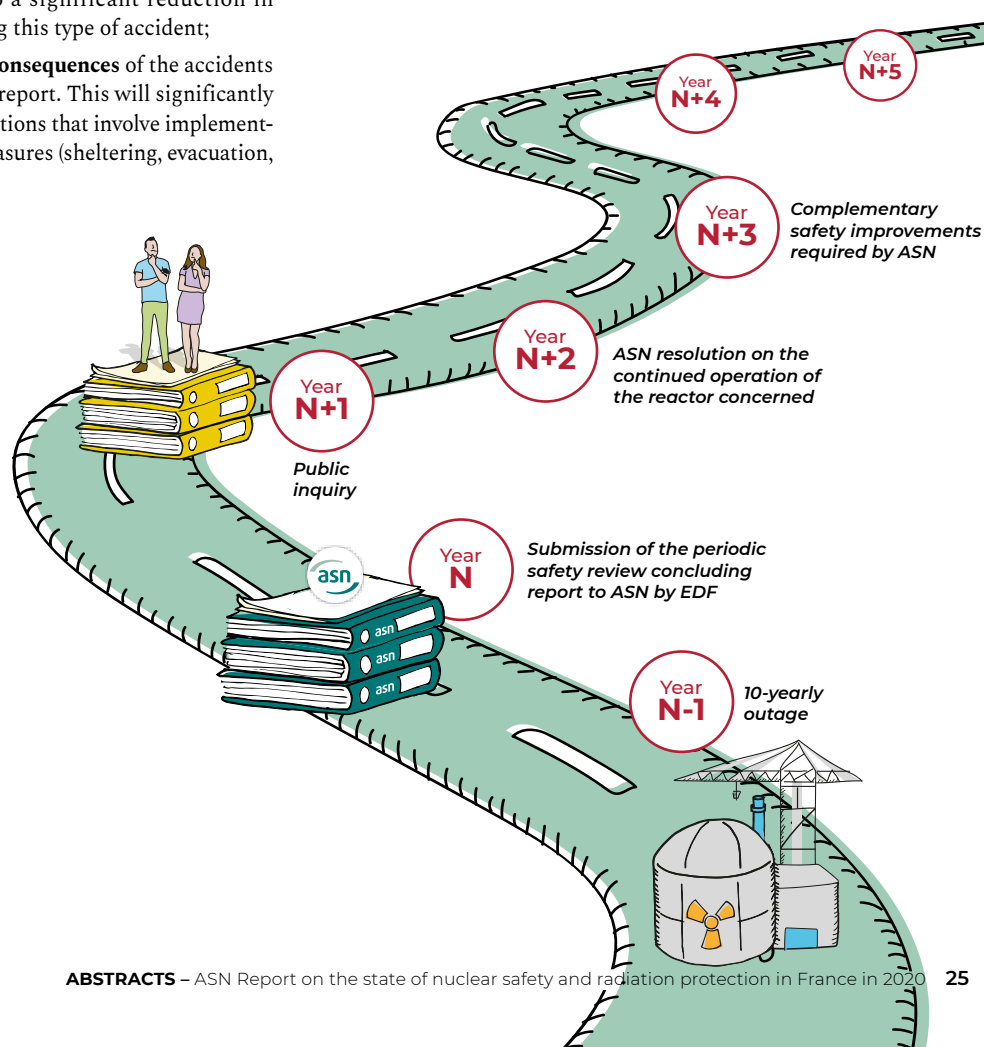 a significant reduction in
g this type of accident;
onsequences of the accidents
report. This will significantly
tions that involve implement-
asures (sheltering, evacuation,
Year
N+5
Year
N+4
Year
N+3
Complementary
safety improvements
required by ASN
Year
N+2
ASN resolution on the
continued operation of
the reactor concerned
Year
N+1
Public
inquiry
Year
N
Submission of the periodic
safety review concluding
report to ASN by EDF
asn
asn
asn
asn
Year
N-1
10-yearly
outage
ABSTRACTS – ASN Report on the state of nuclear safety and radiation protection in France in 2020 25